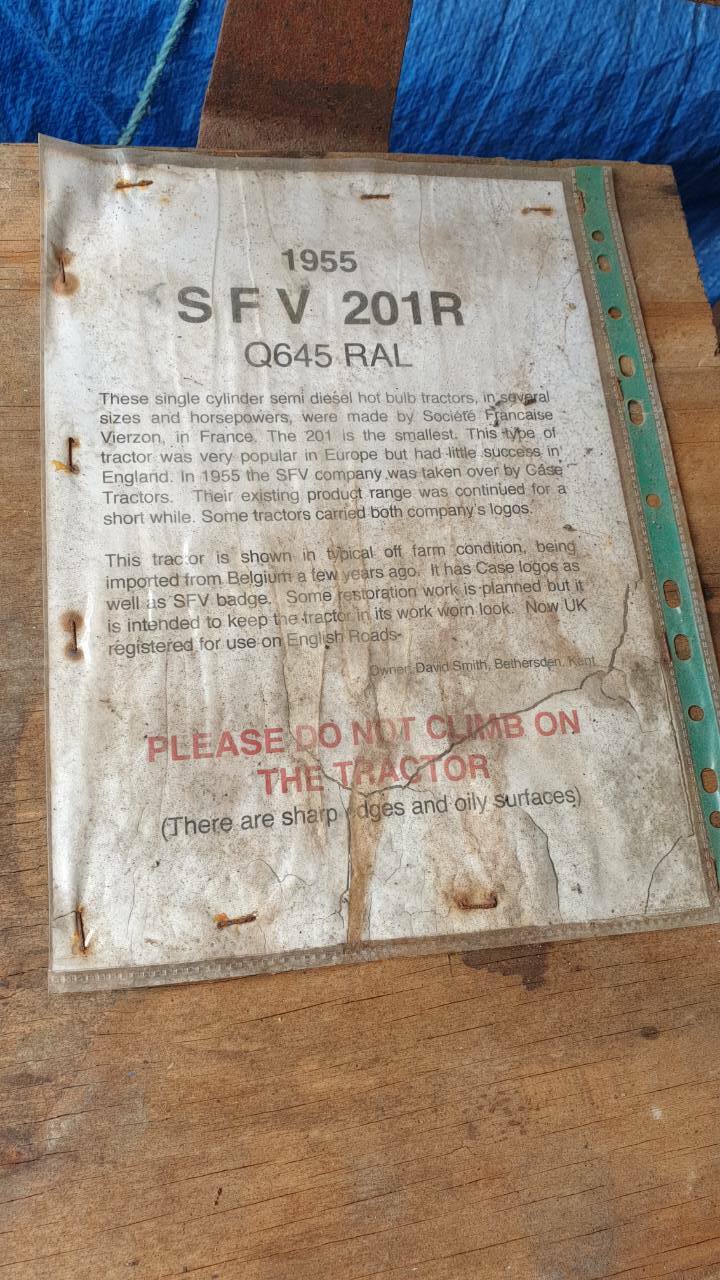 1955
SFV 201R
Q645 RAL
These single cylinder semi diesel hot bulb tractors, in several
sizes and horsepowers, were made by Société Francaise
Vierzon, in France. The 201 is the smallest. This type of
tractor was very popular in Europe but had little success in
England. In 1955 the SFV company was taken over by Case
Tractors. Their existing product range was continued for a
short while. Some tractors carried both company's logos.
This tractor is shown in typical off farm condition, being
imported from Belgium a few years ago. It has Case logos as
well as SFV badge. Some restoration work is planned but it
is intended to keep the tractor in its work worn look. Now UK
registered for use on English Roads-
Owner: David Smith, Bethersden. Kent
PLEASE DO NOT CLIMB ON
THE TRACTOR
(There are sharp edges and oily surfaces)